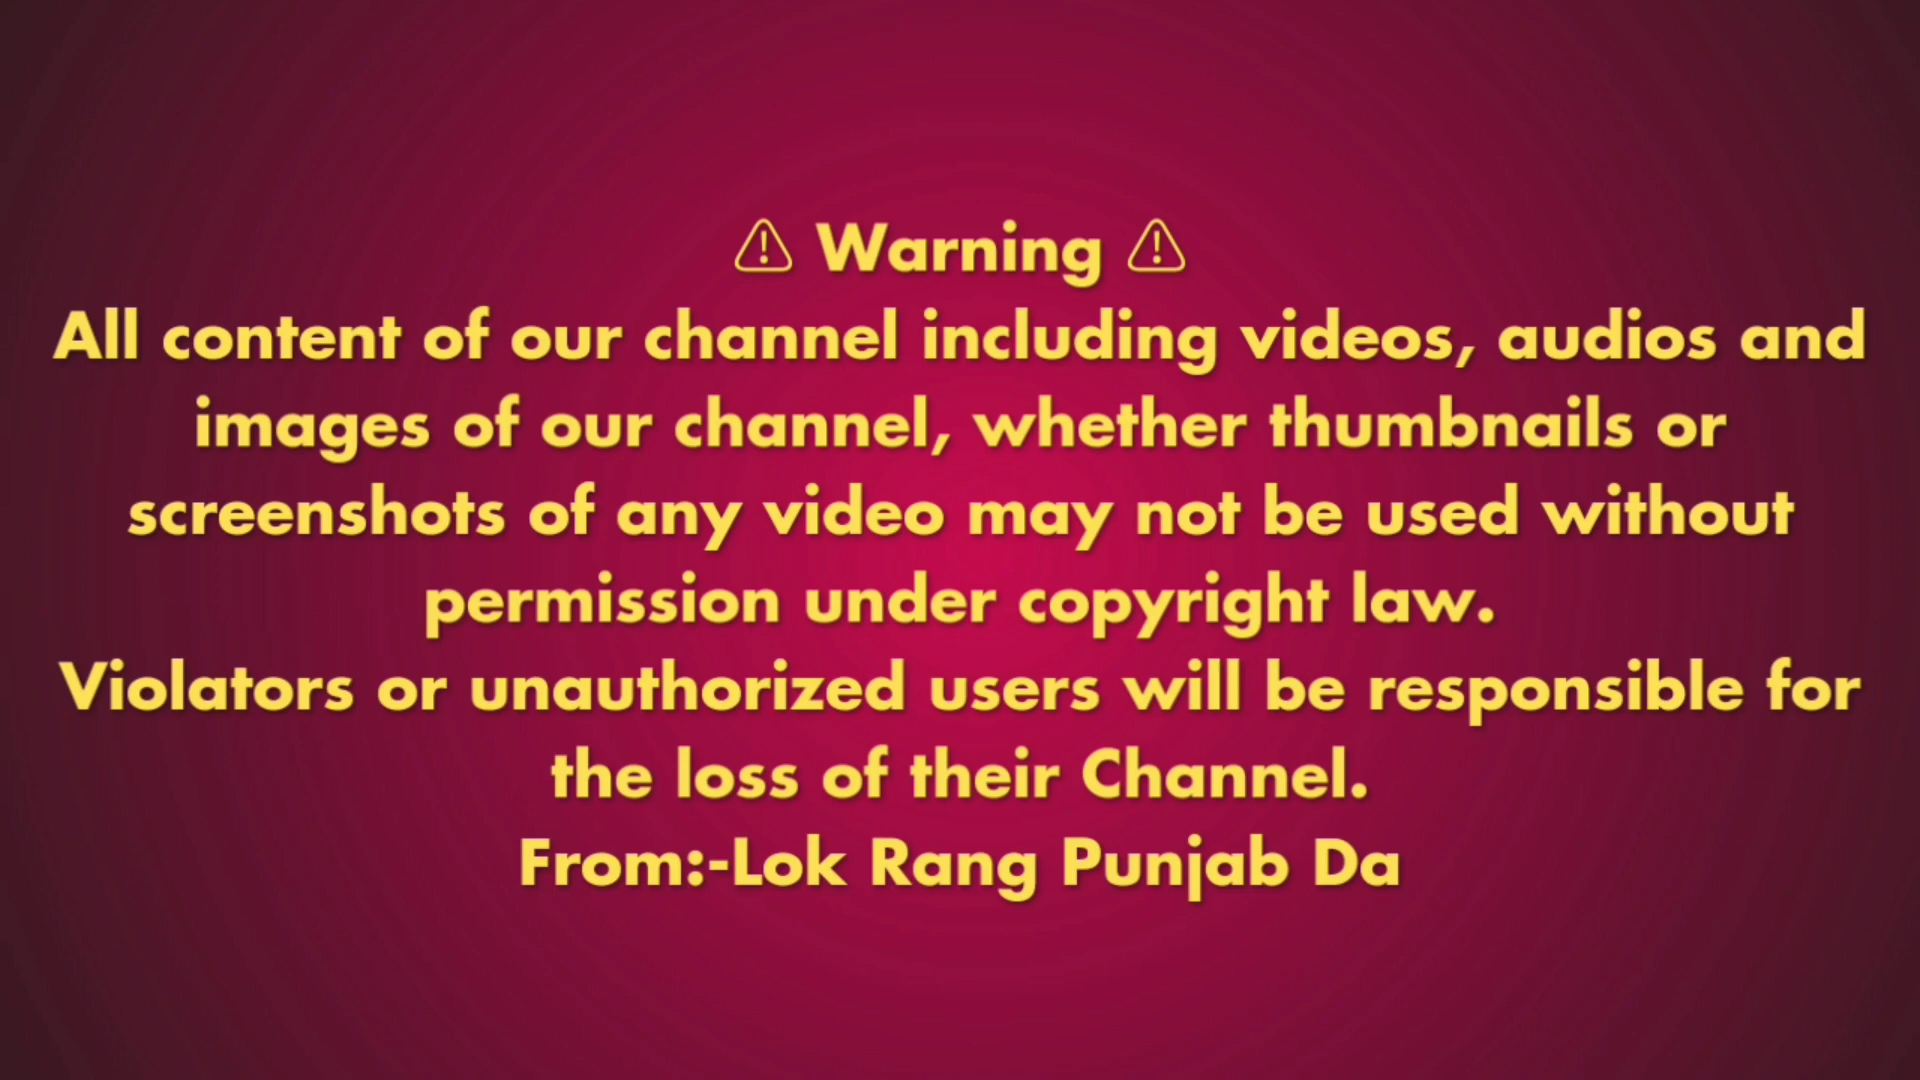 ⚠ Warning ⚠
All content of our channel including videos, audios and
images of our channel, whether thumbnails or
screenshots of any video may not be used without
permission under copyright law.
Violators or unauthorized users will be responsible for
the loss of their Channel.
From:-Lok Rang Punjab Da